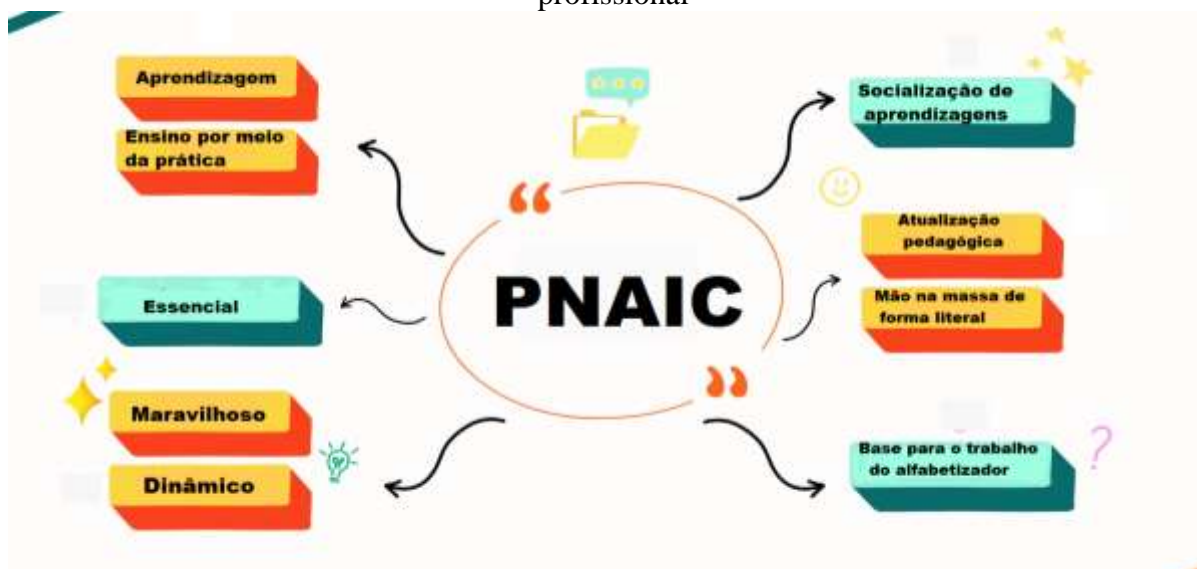 profissional
Aprendizagem
Ensino por meio
da prática
Essencial
Maravilhoso
Dinâmico
“
PNAIC
”
Socialização de
aprendizagens
Atualização
pedagógica
Mão na massa de
forma literal
Base para o trabalho
do alfabetizador
?